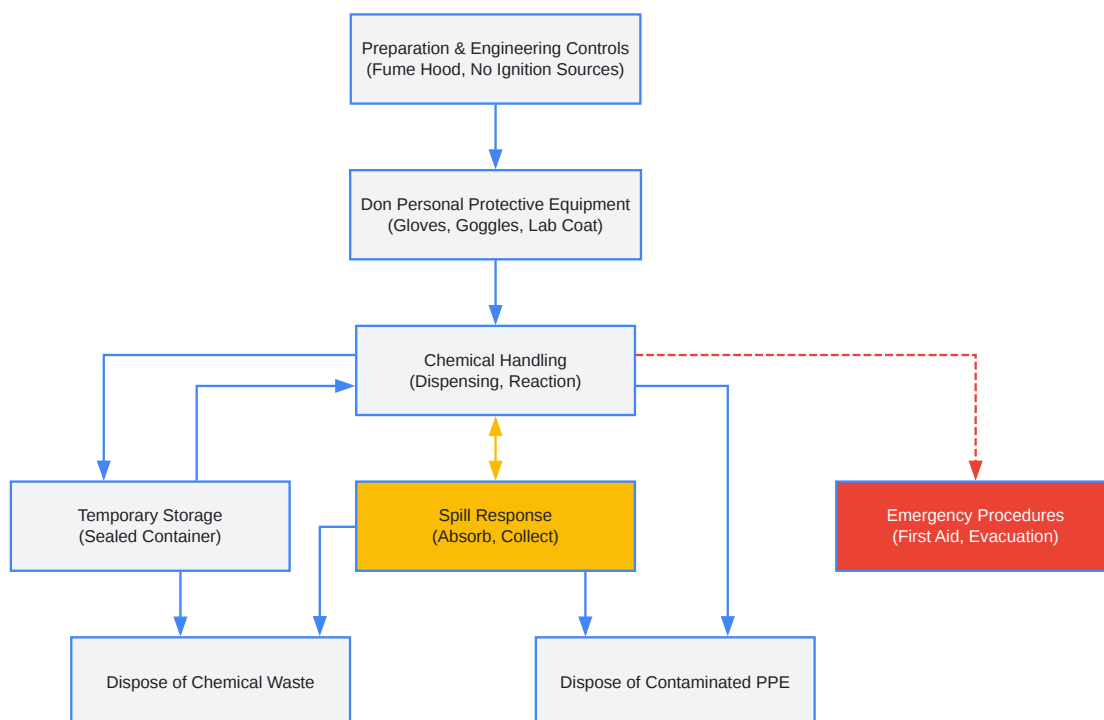 Preparation & Engineering Controls
(Fume Hood, No Ignition Sources)
Don Personal Protective Equipment
(Gloves, Goggles, Lab Coat)
Chemical Handling
(Dispensing, Reaction)
Temporary Storage
(Sealed Container)
Spill Response
(Absorb, Collect)
Emergency Procedures
(First Aid, Evacuation)
Dispose of Chemical Waste
Dispose of Contaminated PPE